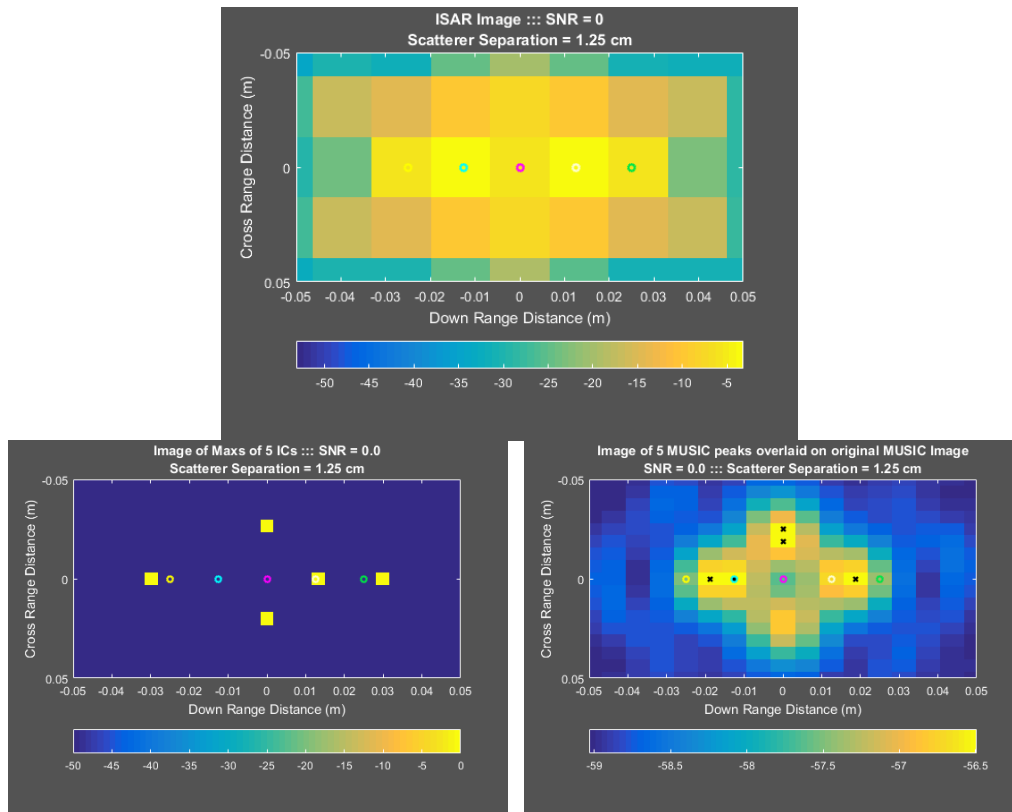 ISAR Image ::: SNR = 0
Scatterer Separation = 1.25 cm
-0.05
0
0.05
Cross Range Distance (m)
-0.05 -0.04 -0.03 -0.02 -0.01 0 0.01 0.02 0.03 0.04 0.05
Down Range Distance (m)
-50 -45 -40 -35 -30 -25 -20 -15 -10 -5
Image of Maxs of 5 ICs ::: SNR = 0.0
Scatterer Separation = 1.25 cm
-0.05
0
0.05
Cross Range Distance (m)
-0.05 -0.04 -0.03 -0.02 -0.01 0 0.01 0.02 0.03 0.04 0.05
Down Range Distance (m)
-50 -45 -40 -35 -30 -25 -20 -15 -10 -5 0
Image of 5 MUSIC peaks overlaid on original MUSIC Image
SNR = 0.0 ::: Scatterer Separation = 1.25 cm
-0.05
0
0.05
Cross Range Distance (m)
-0.05 -0.04 -0.03 -0.02 -0.01 0 0.01 0.02 0.03 0.04 0.05
Down Range Distance (m)
-59 -58.5 -58 -57.5 -57 -56.5